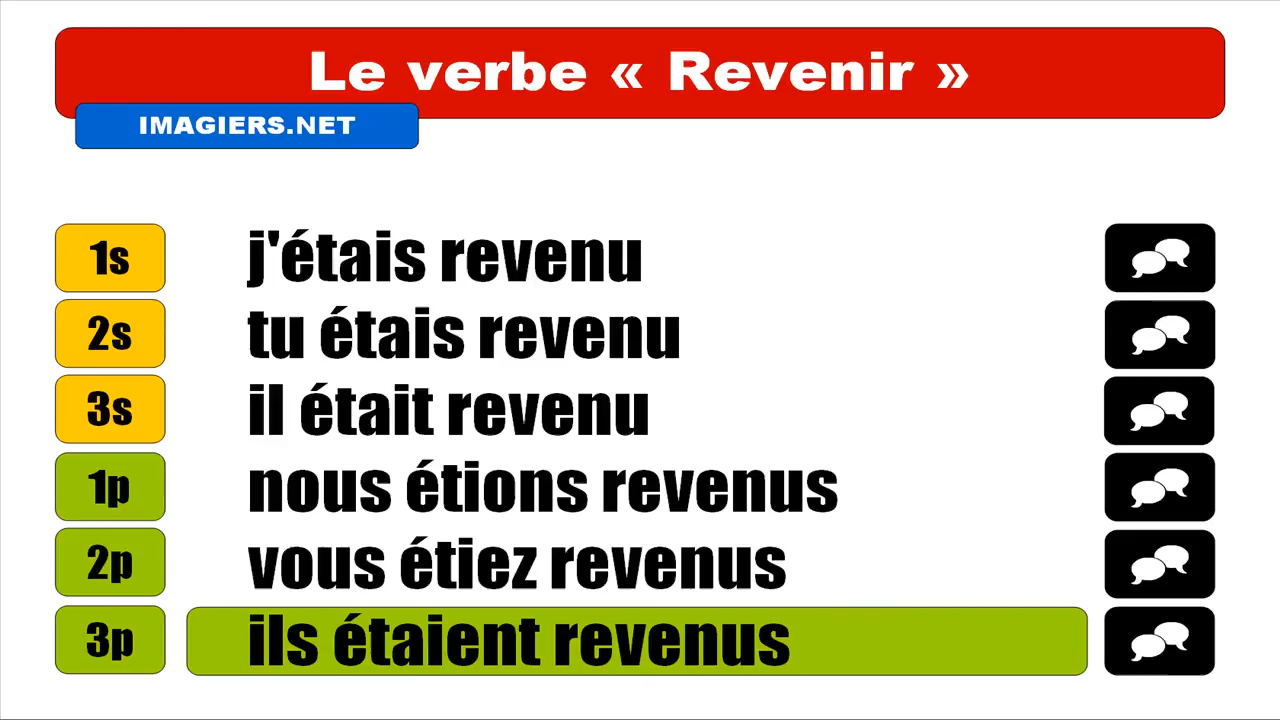 Le verbe « Revenir »
IMAGIERS.NET
1s j'étais revenu
2s tu étais revenu
3s il était revenu
1p nous étions revenus
2p vous étiez revenus
3p ils étaient revenus